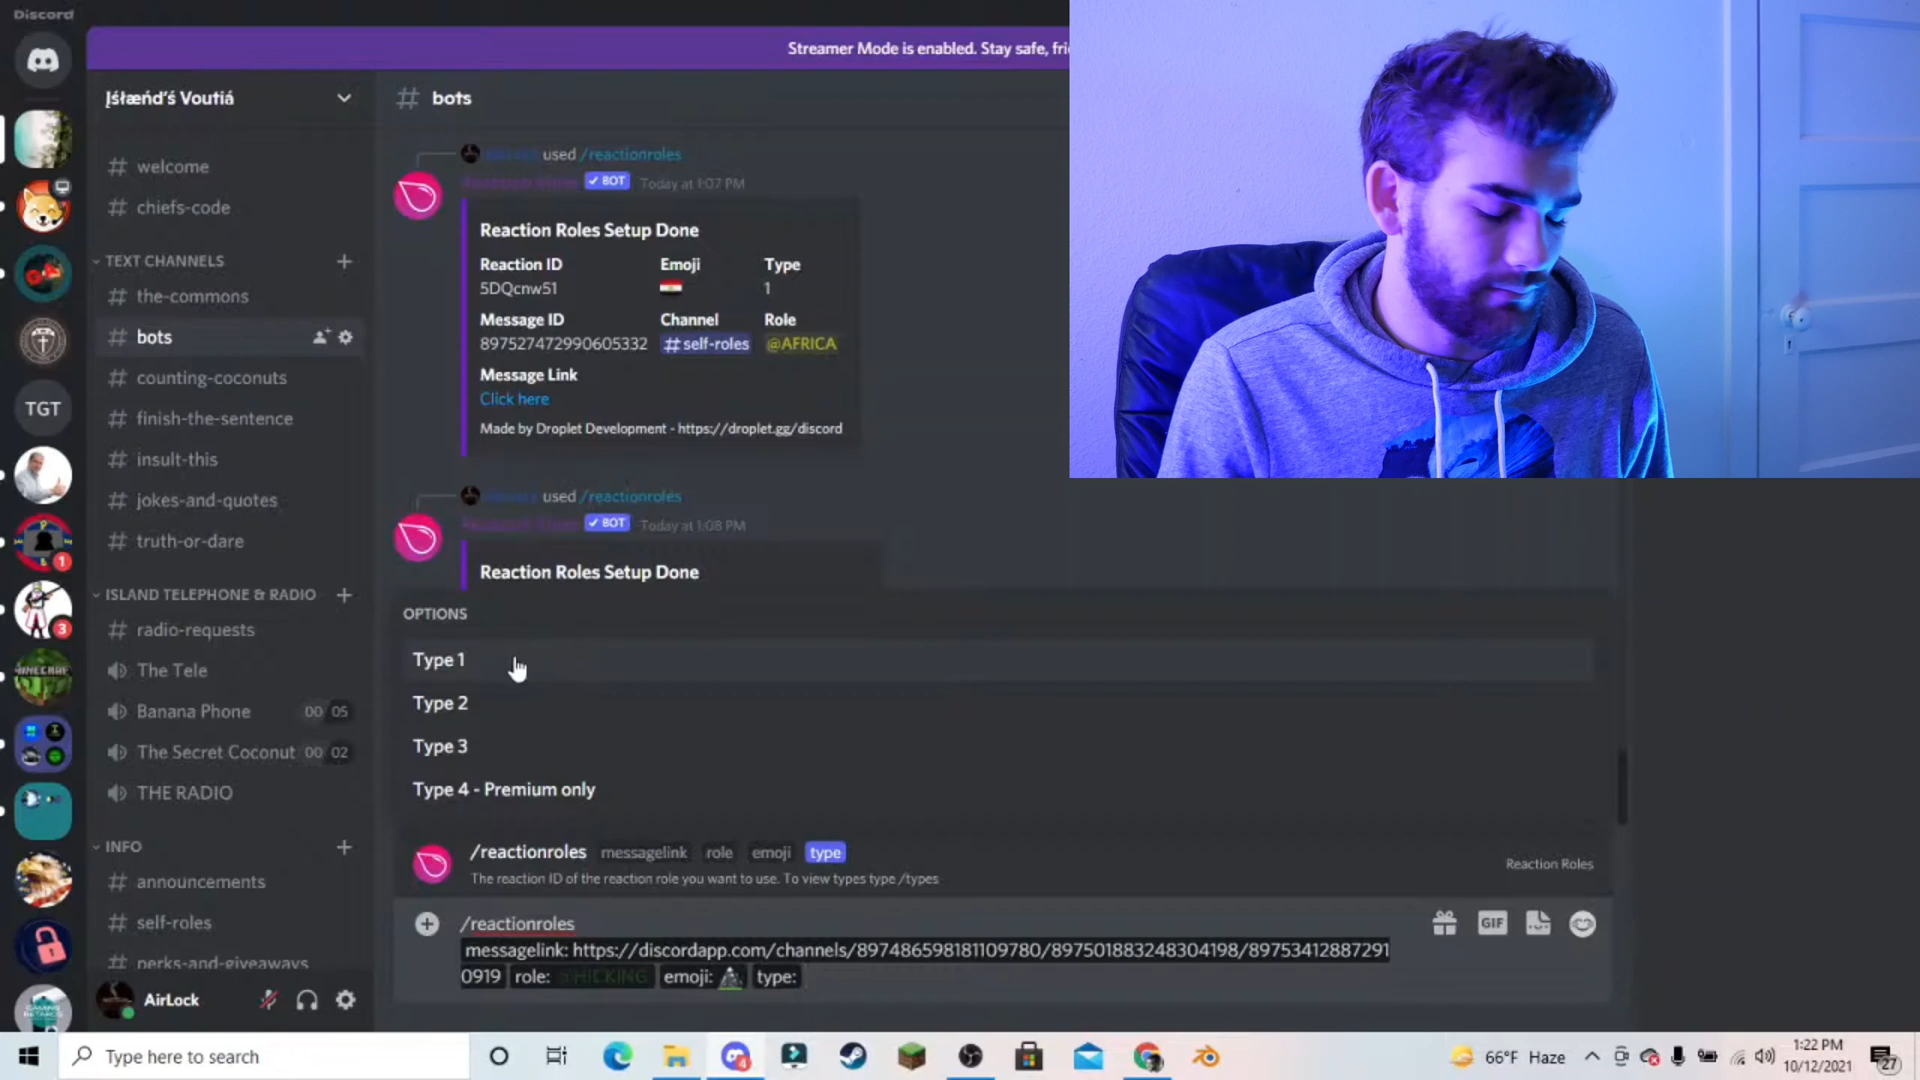 Discord
Streamer Mode is enabled. Stay safe, frie
Įśłæńd'ś Voutiá
bots
welcome
chiefs-code
TEXT CHANNELS
the-commons
bots
counting-coconuts
finish-the-sentence
insult-this
jokes-and-quotes
truth-or-dare
ISLAND TELEPHONE & RADIO
radio-requests
The Tele
Banana Phone 00 05
The Secret Coconut 00 02
THE RADIO
INFO
announcements
self-roles
perks-and-giveaways
AirLock
TGT
1
3
used /reactionroles
BOT Today at 1:07 PM
Reaction Roles Setup Done
Reaction ID Emoji Type
5DQcnw51 1
Message ID Channel Role
897527472990605332 #self-roles @AFRICA
Message Link
Click here
Made by Droplet Development - https://droplet.gg/discord
used /reactionroles
BOT Today at 1:08 PM
Reaction Roles Setup Done
OPTIONS
Type 1
Type 2
Type 3
Type 4 - Premium only
/reactionroles messagelink role emoji type
The reaction ID of the reaction role you want to use. To view types type /types
Reaction Roles
/reactionroles
messagelink: https://discordapp.com/channels/897486598181109780/897501883248304198/89753412887291
0919 role: @HICKING emoji: type:
GIF
Type here to search
4
66°F Haze
1:22 PM
10/12/2021
27